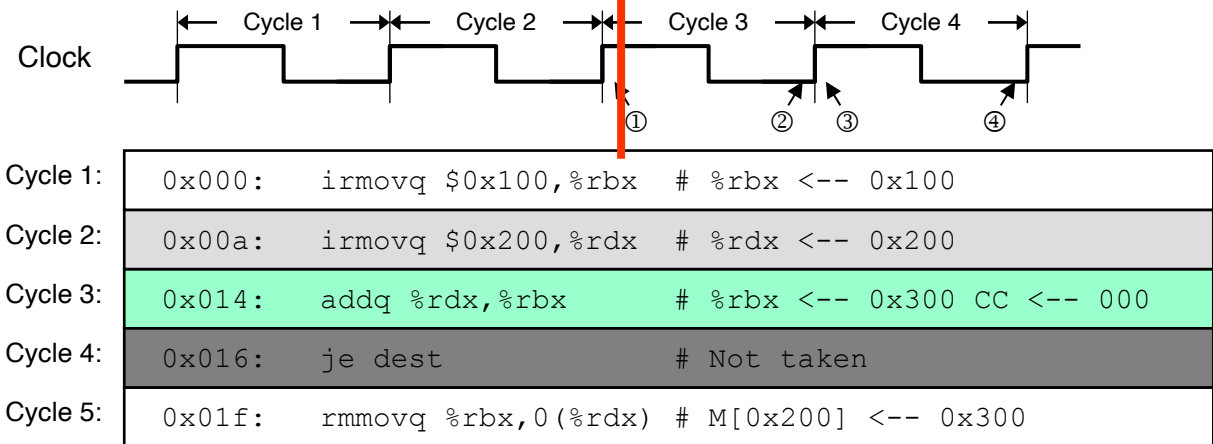 Cycle 1 Cycle 2 Cycle 3 Cycle 4
Clock
① ② ③ ④
Cycle 1: 0x000: irmovq $0x100,%rbx # %rbx <-- 0x100
Cycle 2: 0x00a: irmovq $0x200,%rdx # %rdx <-- 0x200
Cycle 3: 0x014: addq %rdx,%rbx # %rbx <-- 0x300 CC <-- 000
Cycle 4: 0x016: je dest # Not taken
Cycle 5: 0x01f: rmmovq %rbx,0(%rdx) # M[0x200] <-- 0x300